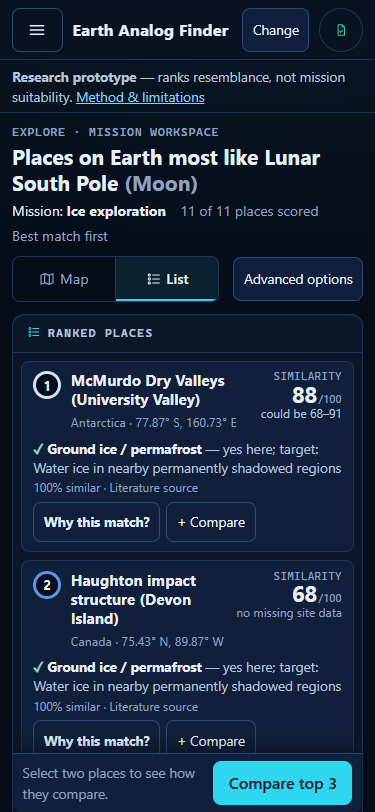 Earth Analog Finder
Change
Research prototype — ranks resemblance, not mission
suitability. Method & limitations
EXPLORE · MISSION WORKSPACE
Places on Earth most like Lunar
South Pole (Moon)
Mission: Ice exploration 11 of 11 places scored
Best match first
Map
List
Advanced options
RANKED PLACES
1
McMurdo Dry Valleys
(University Valley)
Antarctica · 77.87° S, 160.73° E
SIMILARITY
88/100
could be 68–91
✓ Ground ice / permafrost — yes here; target:
Water ice in nearby permanently shadowed regions
100% similar · Literature source
Why this match?
+ Compare
2
Haughton impact
structure (Devon
Island)
Canada · 75.43° N, 89.87° W
SIMILARITY
68/100
no missing site data
✓ Ground ice / permafrost — yes here; target:
Water ice in nearby permanently shadowed regions
100% similar · Literature source
Why this match?
+ Compare
Select two places to see how
they compare.
Compare top 3